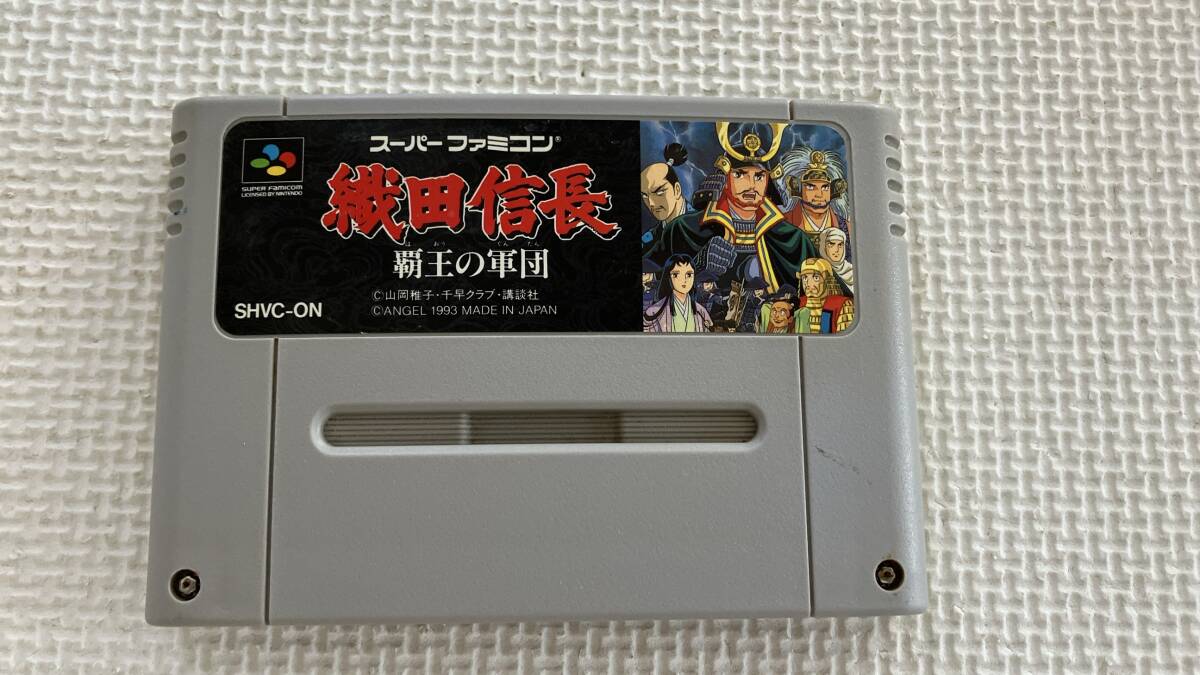 SUPER FAMICOM
LICENSED BY NINTENDO
スーパーファミコン®
織田信長
は おう ぐん だん
覇王の軍団
SHVC-ON
©山岡稚子・千早クラブ・講談社
©ANGEL 1993 MADE IN JAPAN